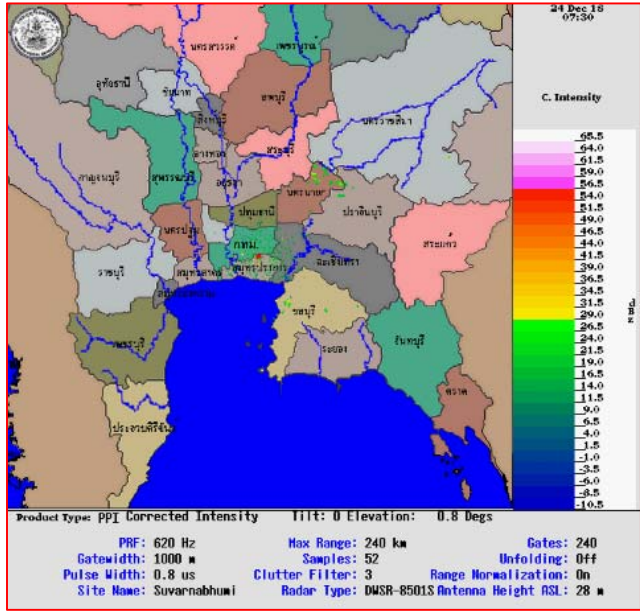 24 Dec 18
07:30
นครสวรรค์
เพชรบูรณ์
อุทัยธานี
ชัยนาท
ลพบุรี
สิงห์บุรี
นครราชสีมา
อ่างทอง
สระบุรี
กาญจนบุรี
สุพรรณบุรี
อยุธยา
นครนายก
ปราจีนบุรี
ปทุมธานี
นครปฐม
กทม.
สระแก้ว
ฉะเชิงเทรา
ราชบุรี
สมุทรสาคร
สมุทรปราการ
ชลบุรี
เพชรบุรี
ระยอง
จันทบุรี
ตราด
ประจวบคีรีขันธ์
C. Intensity
65.5
64.0
61.5
59.0
56.5
54.0
51.5
49.0
46.5
44.0
41.5
39.0
36.5
34.0
31.5
29.0
26.5
24.0
21.5
19.0
16.5
14.0
11.5
9.0
6.5
4.0
1.5
-1.0
-3.5
-6.0
-8.5
-10.5
Product Type: PPI Corrected Intensity Tilt: 0 Elevation: 0.8 Degs
PRF: 620 Hz Max Range: 240 km Gates: 240
Gatewidth: 1000 m Samples: 52 Unfolding: Off
Pulse Width: 0.8 us Clutter Filter: 3 Range Normalization: On
Site Name: Suvarnabhumi Radar Type: DWSR-8501S Antenna Height ASL: 28 m